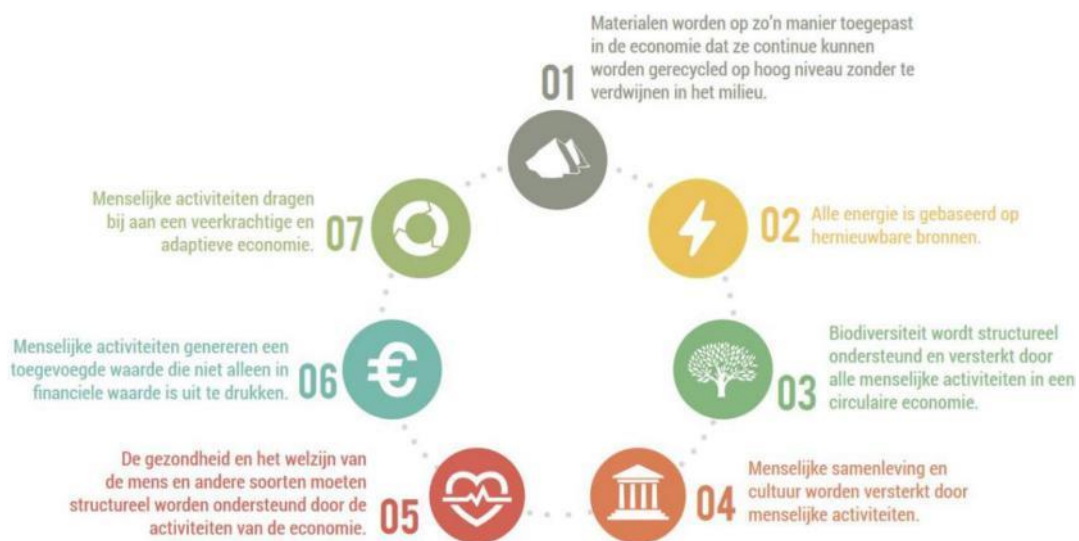 01
Materialen worden op zo'n manier toegepast
in de economie dat ze continue kunnen
worden gerecycled op hoog niveau zonder te
verdwijnen in het milieu.
02
Alle energie is gebaseerd op
hernieuwbare bronnen.
03
Biodiversiteit wordt structureel
ondersteund en versterkt door
alle menselijke activiteiten in een
circulaire economie.
04
Menselijke samenleving en
cultuur worden versterkt door
menselijke activiteiten.
05
De gezondheid en het welzijn van
de mens en andere soorten moeten
structureel worden ondersteund door de
activiteiten van de economie.
06
Menselijke activiteiten genereren een
toegevoegde waarde die niet alleen in
financiele waarde is uit te drukken.
€
07
Menselijke activiteiten dragen
bij aan een veerkrachtige en
adaptieve economie.